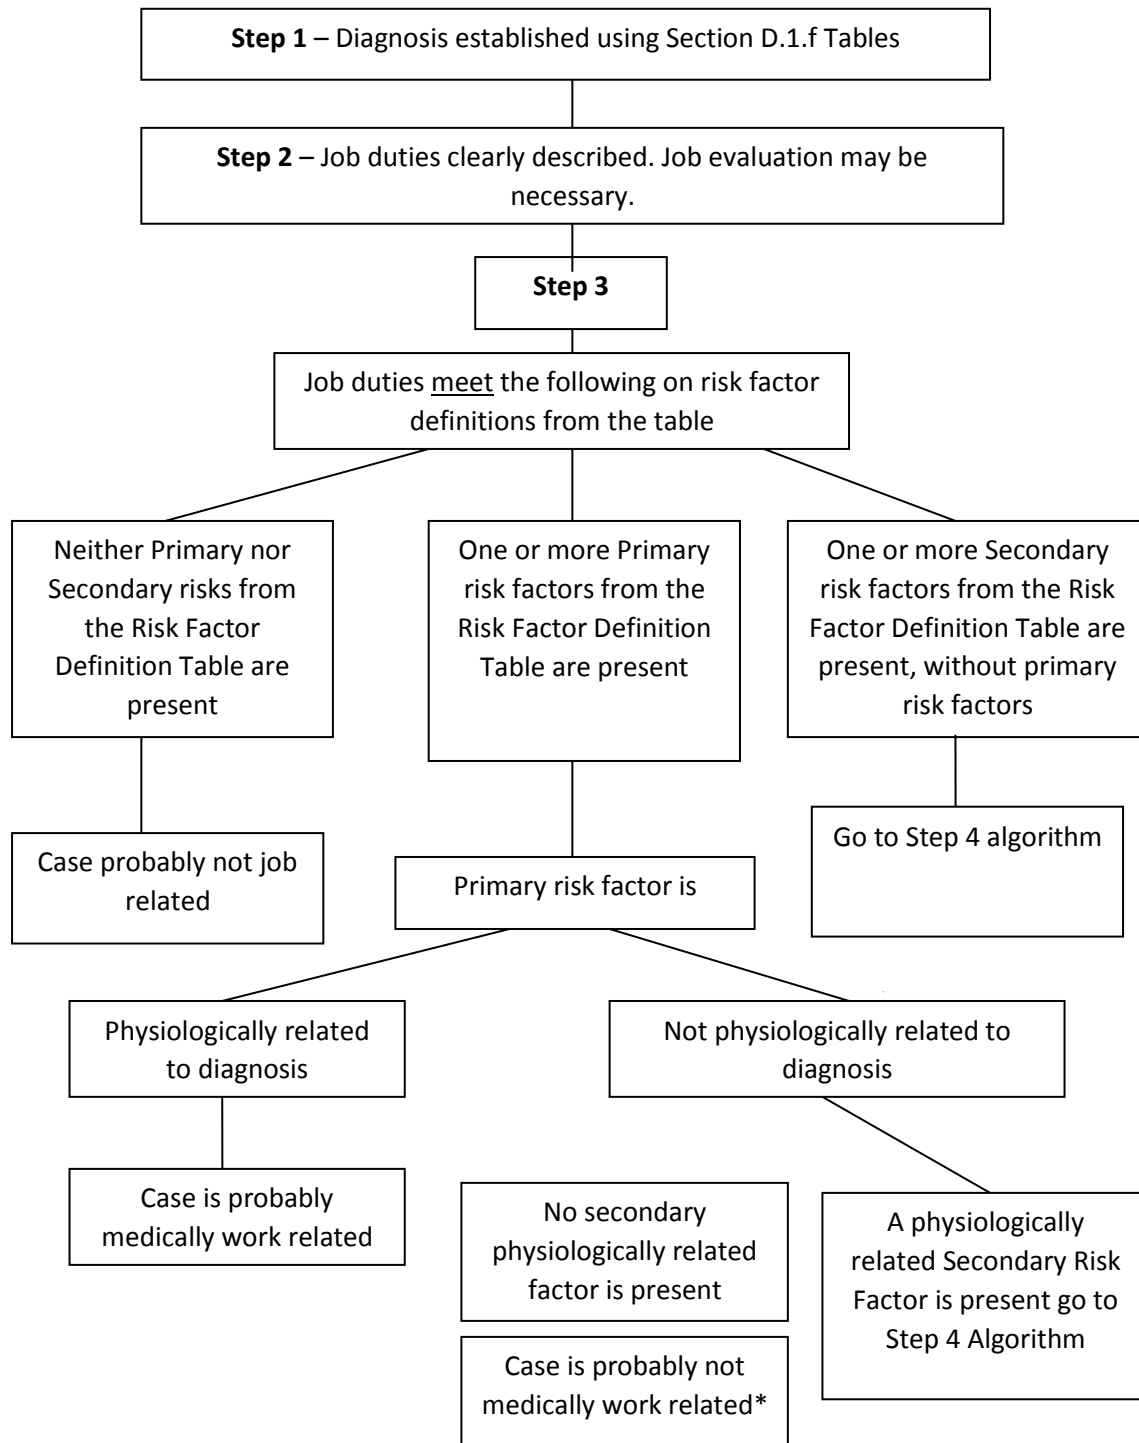 Step 1 – Diagnosis established using Section D.1.f Tables
Step 2 – Job duties clearly described. Job evaluation may be
necessary.
Step 3
Job duties meet the following on risk factor
definitions from the table
Neither Primary nor
Secondary risks from
the Risk Factor
Definition Table are
present
One or more Primary
risk factors from the
Risk Factor Definition
Table are present
One or more Secondary
risk factors from the Risk
Factor Definition Table are
present, without primary
risk factors
Case probably not job
related
Primary risk factor is
Go to Step 4 algorithm
Physiologically related
to diagnosis
Not physiologically related to
diagnosis
Case is probably
medically work related
No secondary
physiologically related
factor is present
A physiologically
related Secondary Risk
Factor is present go to
Step 4 Algorithm
Case is probably not
medically work related*